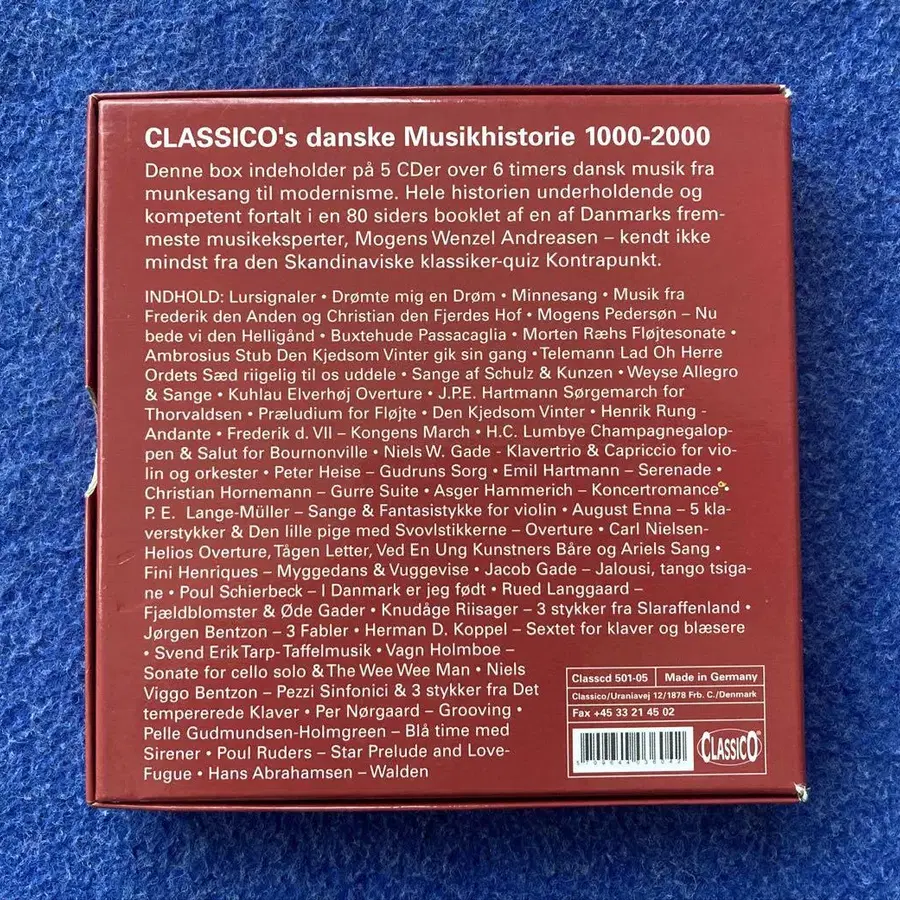 CLASSICO's danske Musikhistorie 1000-2000
Denne box indeholder på 5 CDer over 6 timers dansk musik fra
munkesang til modernisme. Hele historien underholdende og
kompetent fortalt i en 80 siders booklet af en af Danmarks frem-
meste musikeksperter, Mogens Wenzel Andreasen – kendt ikke
mindst fra den Skandinaviske klassiker-quiz Kontrapunkt.
INDHOLD: Lursignaler • Drømte mig en Drøm • Minnesang • Musik fra
Frederik den Anden og Christian den Fjerdes Hof • Mogens Pedersøn – Nu
bede vi den Helligånd • Buxtehude Passacaglia • Morten Ræhs Fløjtesonate •
Ambrosius Stub Den Kjedsom Vinter gik sin gang • Telemann Lad Oh Herre
Ordets Sæd riigelig til os uddele • Sange af Schulz & Kunzen • Weyse Allegro
& Sange • Kuhlau Elverhøj Overture • J.P.E. Hartmann Sørgemarch for
Thorvaldsen • Præludium for Fløjte • Den Kjedsom Vinter • Henrik Rung -
Andante • Frederik d. VII – Kongens March • H.C. Lumbye Champagnegalop-
pen & Salut for Bournonville • Niels W. Gade - Klavertrio & Capriccio for vio-
lin og orkester • Peter Heise – Gudruns Sorg • Emil Hartmann – Serenade •
Christian Hornemann – Gurre Suite • Asger Hammerich – Koncertromance •
P. E. Lange-Müller – Sange & Fantasistykke for violin • August Enna – 5 kla-
verstykker & Den lille pige med Svovlstikkerne – Overture • Carl Nielsen-
Helios Overture, Tågen Letter, Ved En Ung Kunstners Båre og Ariels Sang •
Fini Henriques – Myggedans & Vuggevise • Jacob Gade – Jalousi, tango tsiga-
ne • Poul Schierbeck – I Danmark er jeg født • Rued Langgaard –
Fjældblomster & Øde Gader • Knudåge Riisager – 3 stykker fra Slaraffenland •
Jørgen Bentzon – 3 Fabler • Herman D. Koppel – Sextet for klaver og blæsere
• Svend Erik Tarp- Taffelmusik • Vagn Holmboe –
Sonate for cello solo & The Wee Wee Man • Niels
Viggo Bentzon – Pezzi Sinfonici & 3 stykker fra Det
tempererede Klaver • Per Nørgaard – Grooving •
Pelle Gudmundsen-Holmgreen – Blå time med
Sirener • Poul Ruders – Star Prelude and Love-
Fugue • Hans Abrahamsen – Walden
Classcd 501-05 Made in Germany
Classico/Uraniavej 12/1878 Frb. C./Denmark
Fax +45 33 21 45 02
CLASSICO